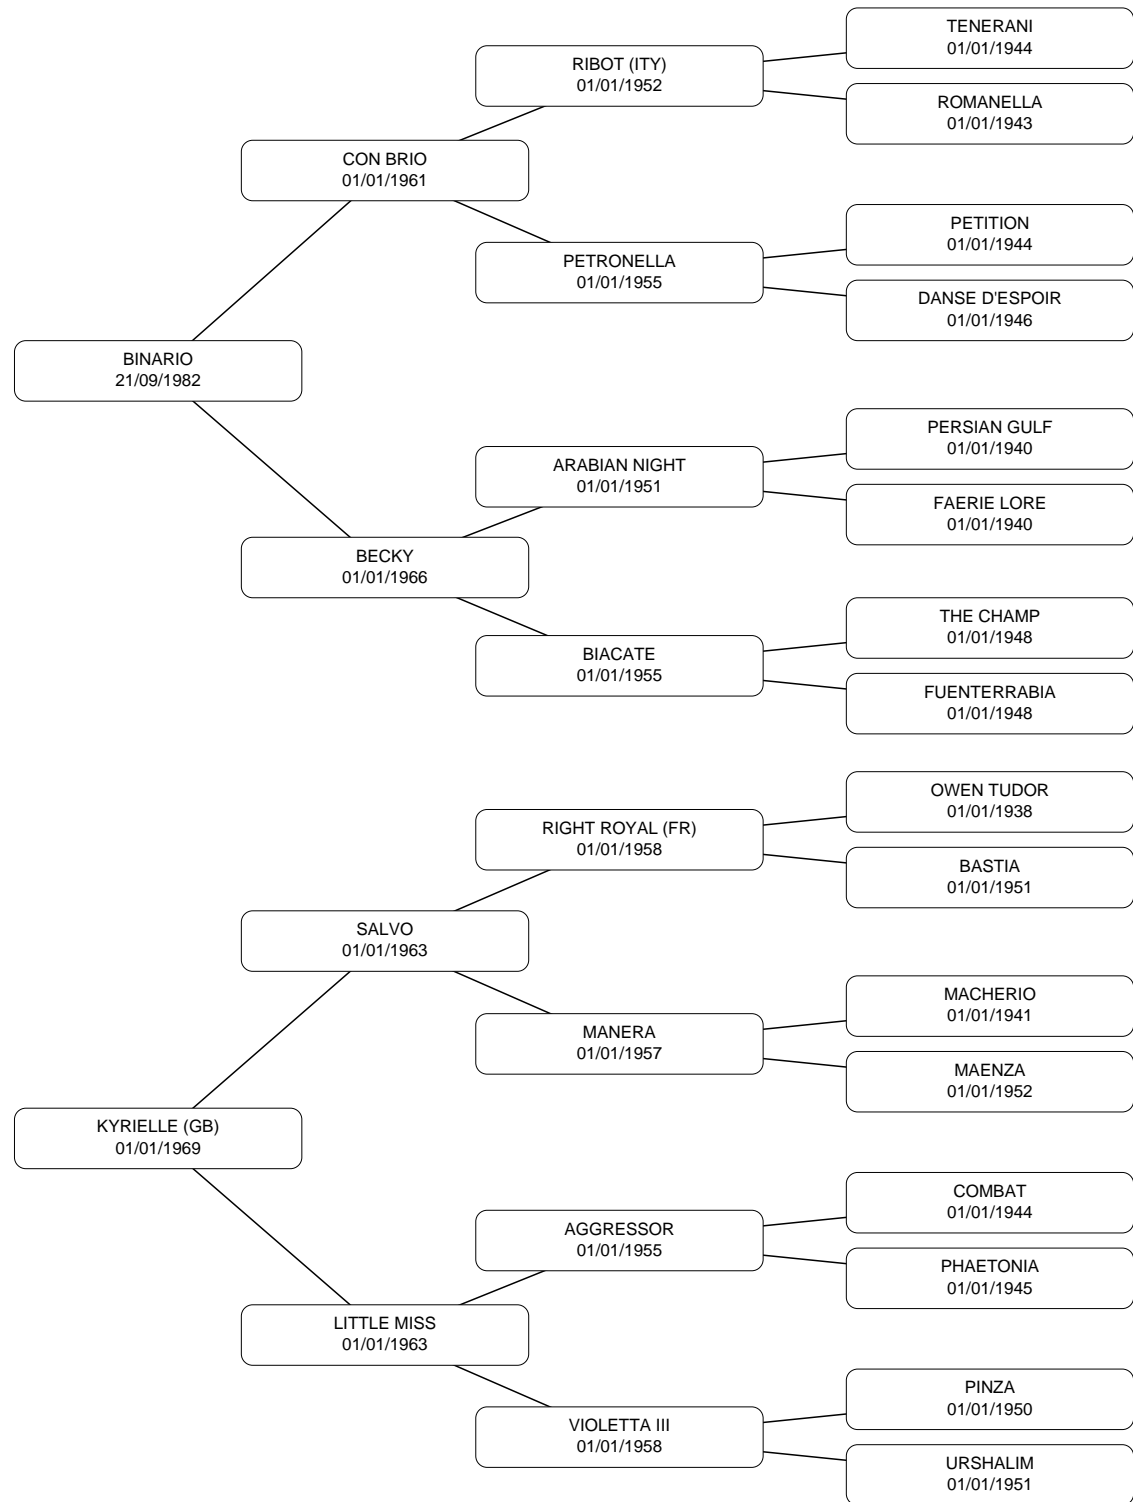 TENERANI
01/01/1944
RIBOT (ITY)
01/01/1952
ROMANELLA
01/01/1943
CON BRIO
01/01/1961
PETITION
01/01/1944
PETRONELLA
01/01/1955
DANSE D'ESPOIR
01/01/1946
BINARIO
21/09/1982
PERSIAN GULF
01/01/1940
ARABIAN NIGHT
01/01/1951
FAERIE LORE
01/01/1940
BECKY
01/01/1966
THE CHAMP
01/01/1948
BIACATE
01/01/1955
FUENTERRABIA
01/01/1948
OWEN TUDOR
01/01/1938
RIGHT ROYAL (FR)
01/01/1958
BASTIA
01/01/1951
SALVO
01/01/1963
MACHERIO
01/01/1941
MANERA
01/01/1957
MAENZA
01/01/1952
KYRIELLE (GB)
01/01/1969
COMBAT
01/01/1944
AGGRESSOR
01/01/1955
PHAETONIA
01/01/1945
LITTLE MISS
01/01/1963
PINZA
01/01/1950
VIOLETTA III
01/01/1958
URSHALIM
01/01/1951